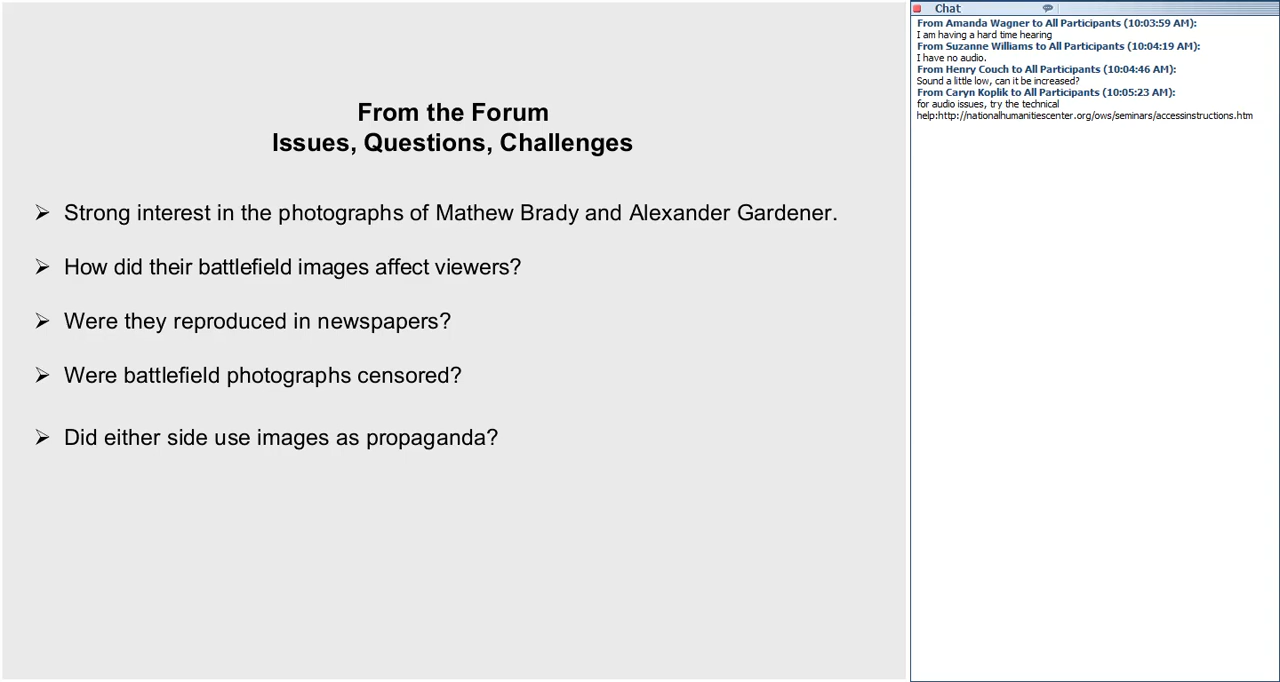 From the Forum
Issues, Questions, Challenges
Strong interest in the photographs of Mathew Brady and Alexander Gardener.
How did their battlefield images affect viewers?
Were they reproduced in newspapers?
Were battlefield photographs censored?
Did either side use images as propaganda?
Chat
From Amanda Wagner to All Participants (10:03:59 AM):
I am having a hard time hearing
From Suzanne Williams to All Participants (10:04:19 AM):
I have no audio.
From Henry Couch to All Participants (10:04:46 AM):
Sound a little low, can it be increased?
From Caryn Koplik to All Participants (10:05:23 AM):
for audio issues, try the technical
help:http://nationalhumanitiescenter.org/ows/seminars/accessinstructions.htm